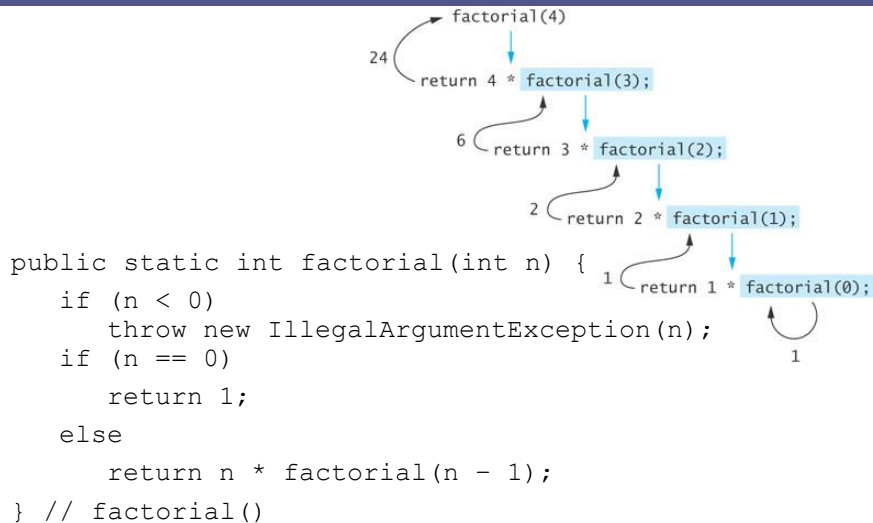 factorial(4)
24
return 4 * factorial(3);
6
return 3 * factorial(2);
2
return 2 * factorial(1);
1
return 1 * factorial(0);
1
public static int factorial(int n) {
   if (n < 0)
      throw new IllegalArgumentException(n);
   if (n == 0)
      return 1;
   else
      return n * factorial(n – 1);
} // factorial()